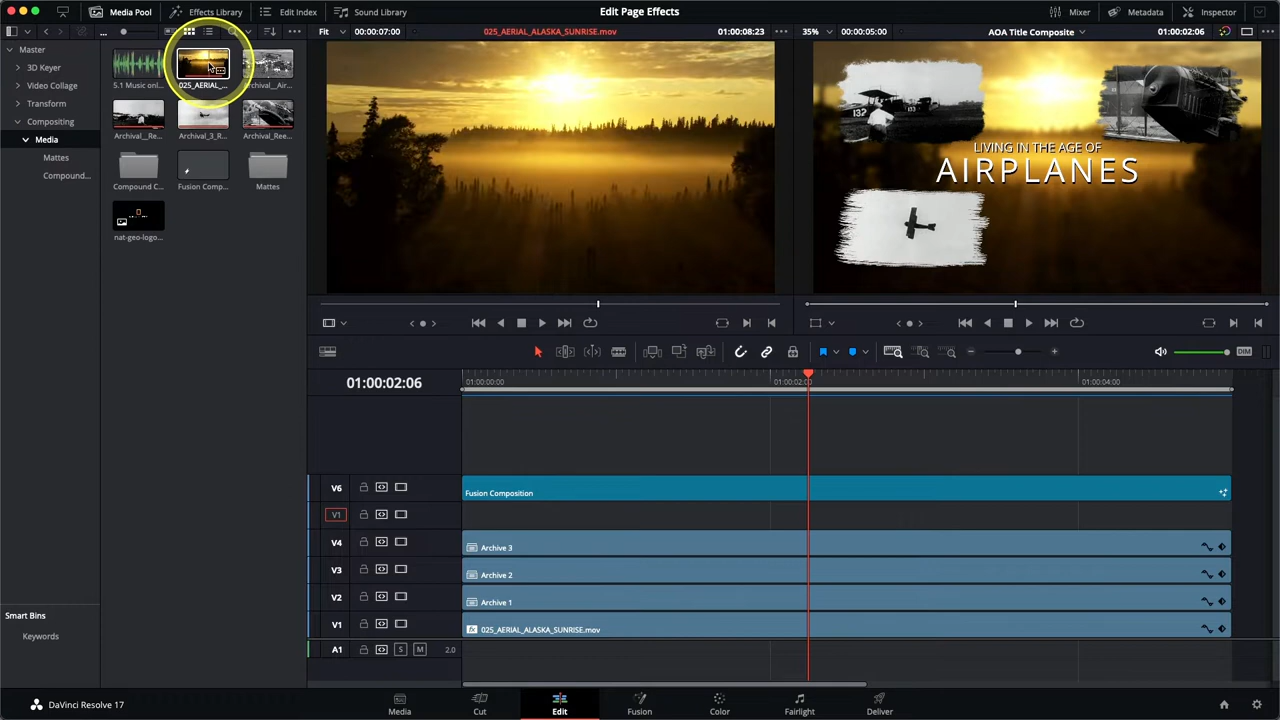 Media Pool
Effects Library
Edit Index
Sound Library
Edit Page Effects
Mixer
Metadata
Inspector
Fit
00:00:07:00
025_AERIAL_ALASKA_SUNRISE.mov
01:00:08:23
35%
00:00:05:00
AOA Title Composite
01:00:02:06
Master
3D Keyer
Video Collage
Transform
Compositing
Media
Mattes
Compound...
5.1 Music onl...
025_AERIAL_...
Archival__Air...
Archival__Re...
Archival_3_R...
Archival_Ree...
Compound C...
Fusion Comp...
Mattes
nat-geo-logo...
LIVING IN THE AGE OF
AIRPLANES
DIM
01:00:02:06
01:00:00:00
01:00:02:00
01:00:04:00
V6
Fusion Composition
V1
V4
Archive 3
V3
Archive 2
V2
Archive 1
V1
025_AERIAL_ALASKA_SUNRISE.mov
A1
S
M
2.0
Smart Bins
Keywords
DaVinci Resolve 17
Media
Cut
Edit
Fusion
Color
Fairlight
Deliver